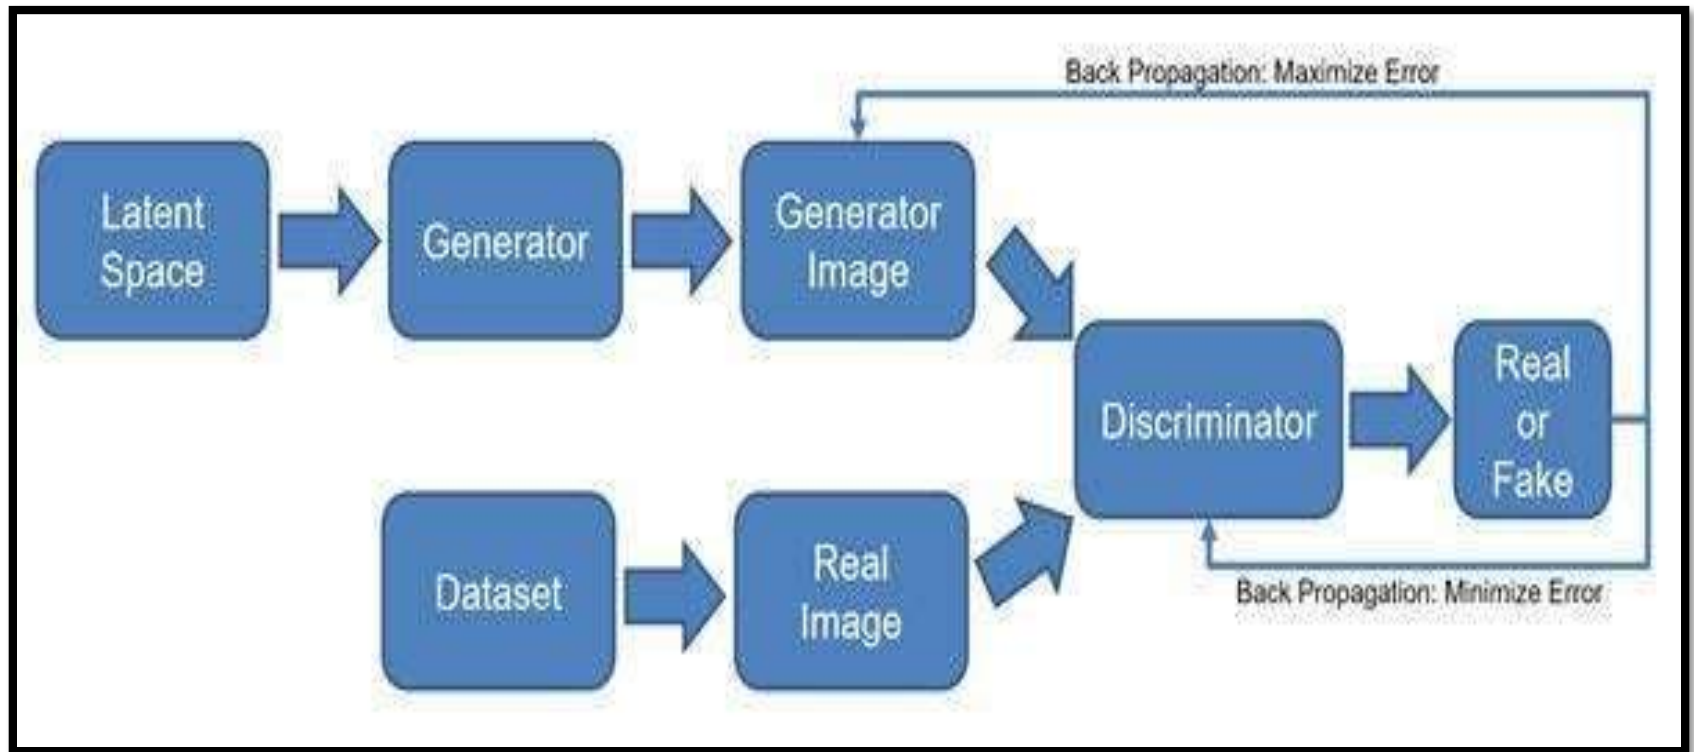 Back Propagation: Maximize Error
Latent
Space
Generator
Generator
Image
Discriminator
Real
or
Fake
Dataset
Real
Image
Back Propagation: Minimize Error